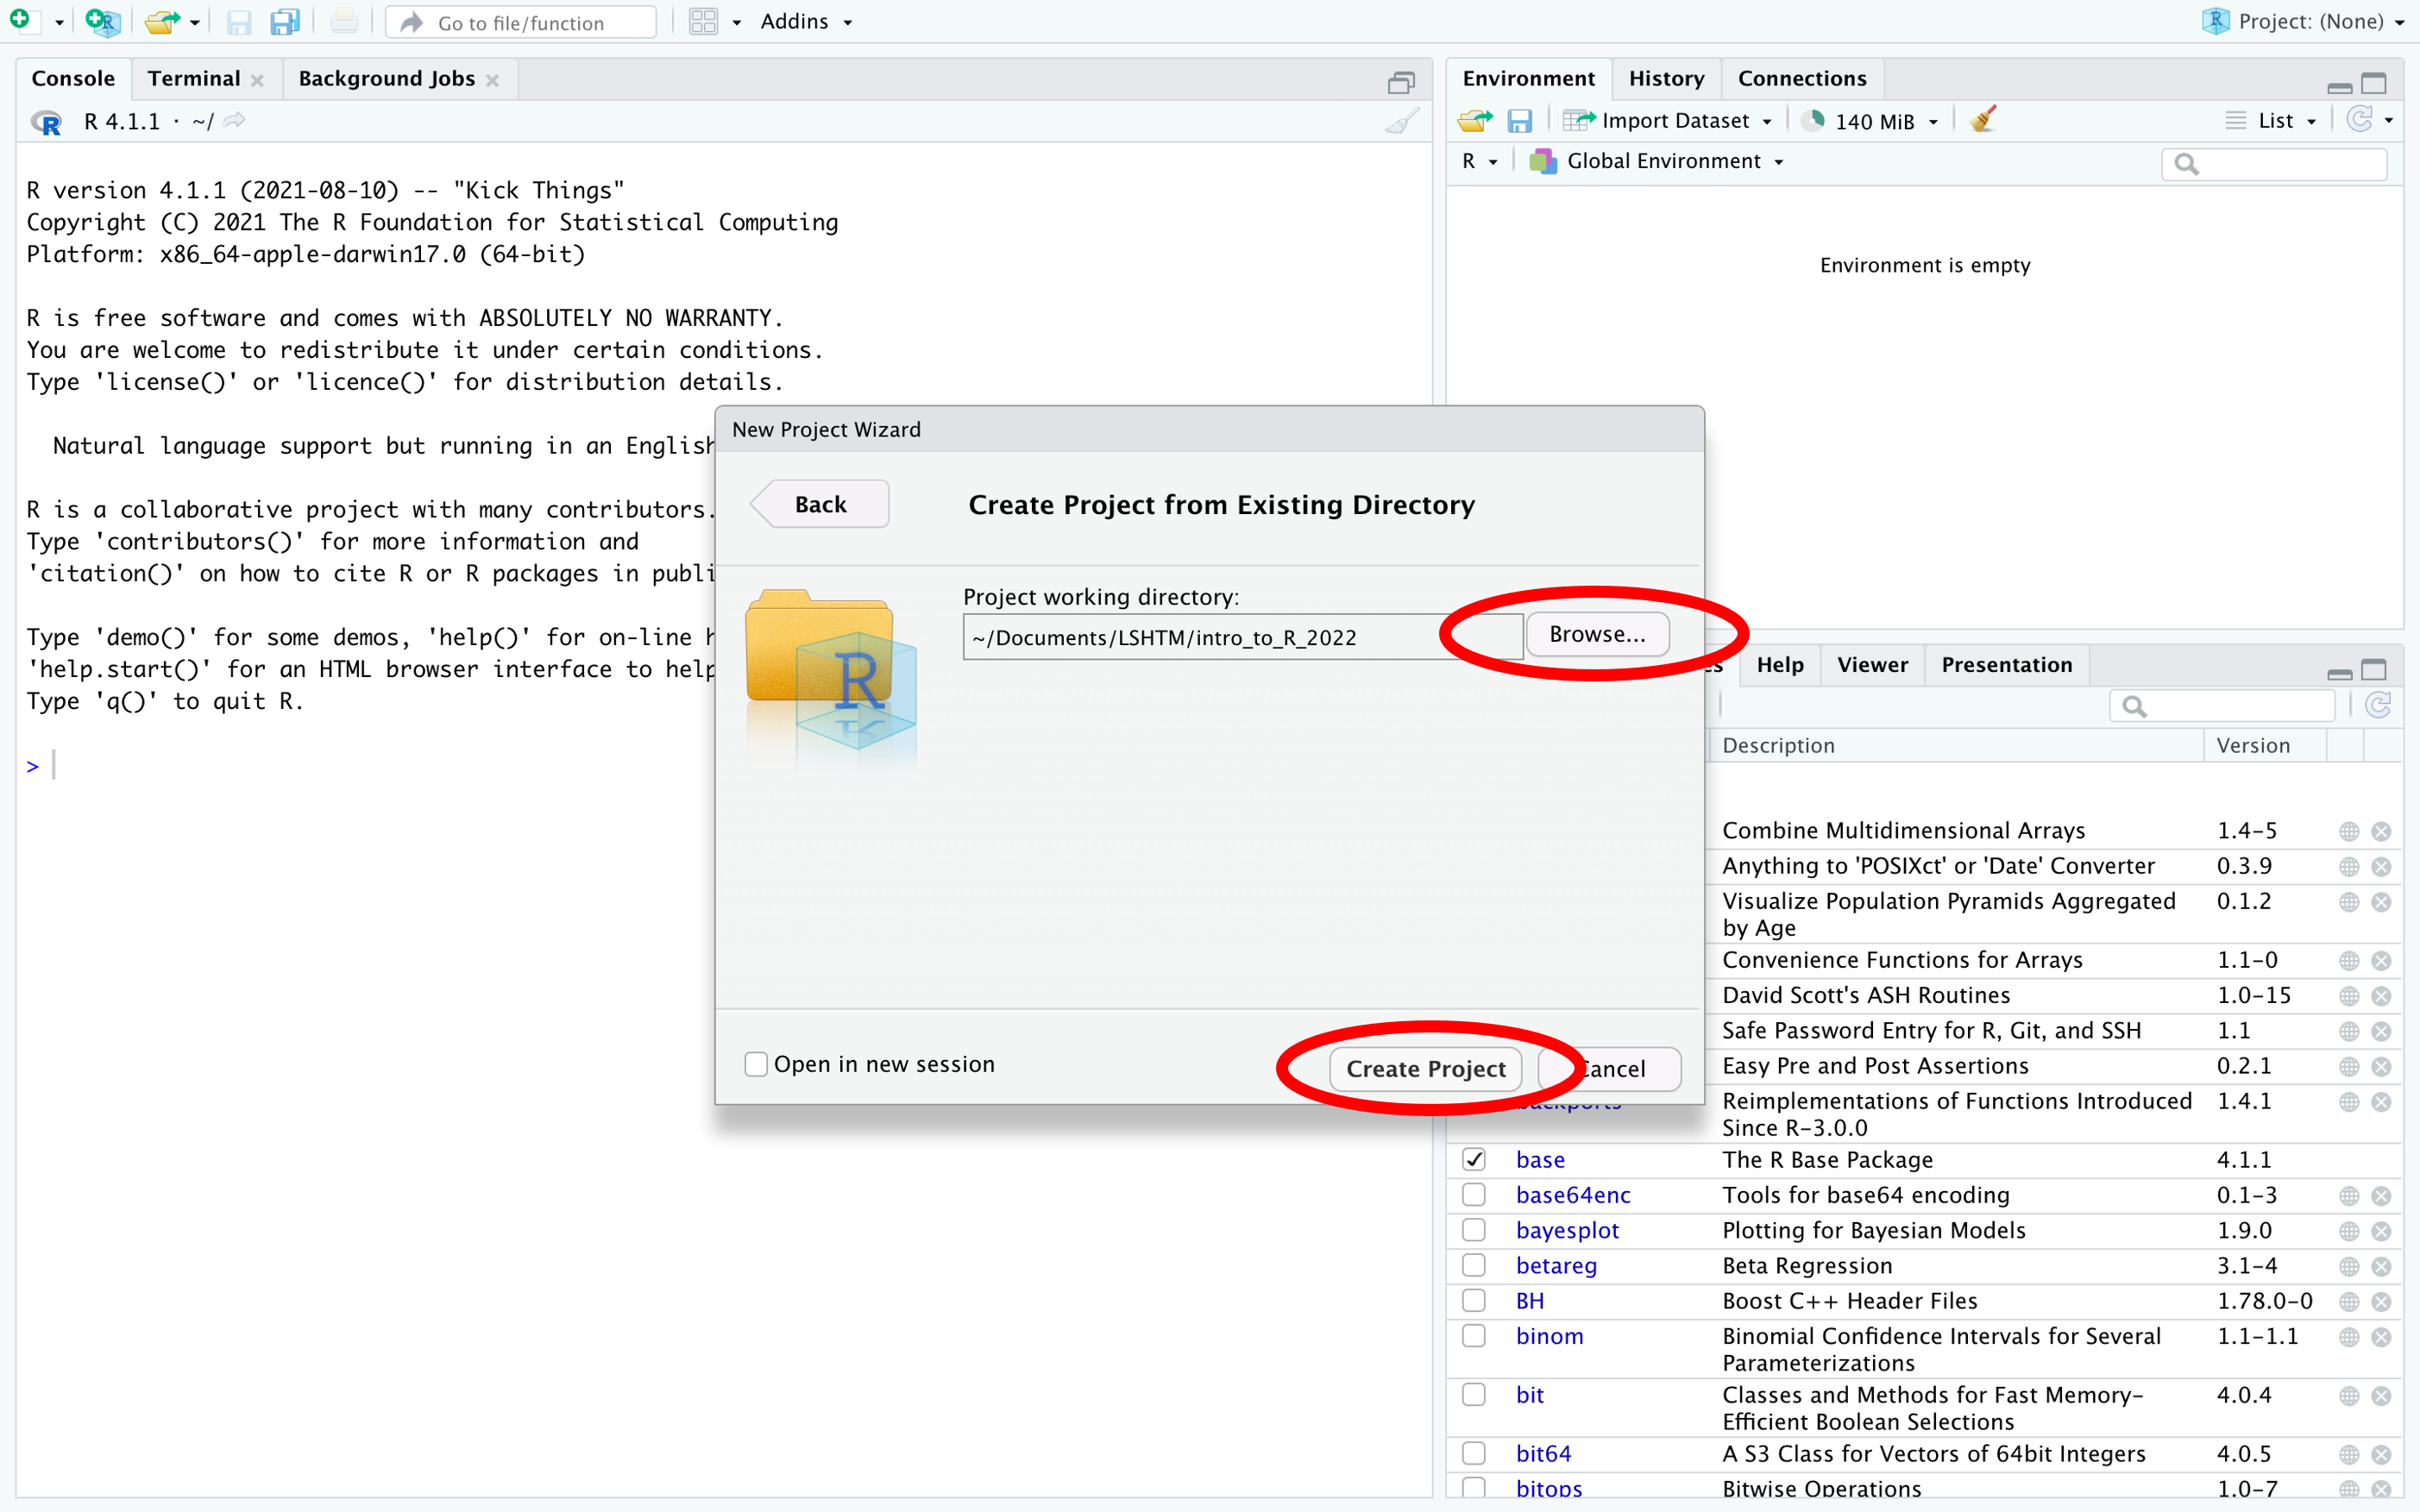 Go to file/function
Addins
Project: (None)
Console
Terminal
Background Jobs
R 4.1.1 · ~/
R version 4.1.1 (2021-08-10) -- "Kick Things"
Copyright (C) 2021 The R Foundation for Statistical Computing
Platform: x86_64-apple-darwin17.0 (64-bit)
R is free software and comes with ABSOLUTELY NO WARRANTY.
You are welcome to redistribute it under certain conditions.
Type 'license()' or 'licence()' for distribution details.
Natural language support but running in an English
R is a collaborative project with many contributors.
Type 'contributors()' for more information and
'citation()' on how to cite R or R packages in publi
Type 'demo()' for some demos, 'help()' for on-line h
'help.start()' for an HTML browser interface to help
Type 'q()' to quit R.
>
New Project Wizard
Back
Create Project from Existing Directory
Project working directory:
~/Documents/LSHTM/intro_to_R_2022
Browse...
R
Open in new session
Create Project
Cancel
Environment
History
Connections
Import Dataset
140 MiB
List
R
Global Environment
Environment is empty
Help
Viewer
Presentation
Description
Version
Combine Multidimensional Arrays
1.4-5
Anything to 'POSIXct' or 'Date' Converter
0.3.9
Visualize Population Pyramids Aggregated
by Age
0.1.2
Convenience Functions for Arrays
1.1-0
David Scott's ASH Routines
1.0-15
Safe Password Entry for R, Git, and SSH
1.1
Easy Pre and Post Assertions
0.2.1
backports
Reimplementations of Functions Introduced
Since R-3.0.0
1.4.1
base
The R Base Package
4.1.1
base64enc
Tools for base64 encoding
0.1-3
bayesplot
Plotting for Bayesian Models
1.9.0
betareg
Beta Regression
3.1-4
BH
Boost C++ Header Files
1.78.0-0
binom
Binomial Confidence Intervals for Several
Parameterizations
1.1-1.1
bit
Classes and Methods for Fast Memory-
Efficient Boolean Selections
4.0.4
bit64
A S3 Class for Vectors of 64bit Integers
4.0.5
bitops
Bitwise Operations
1.0-7